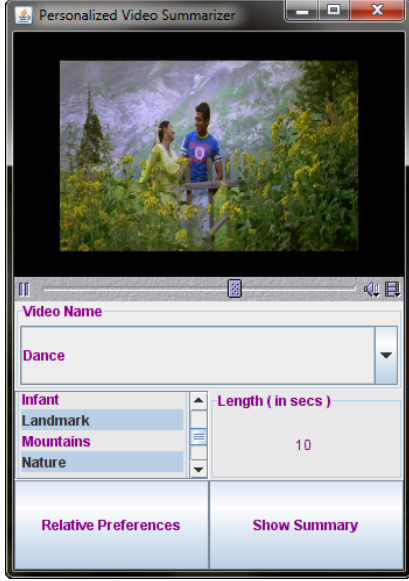 Personalized Video Summarizer
Video Name
Dance
Infant
Landmark
Mountains
Nature
Length ( in secs )
10
Relative Preferences
Show Summary